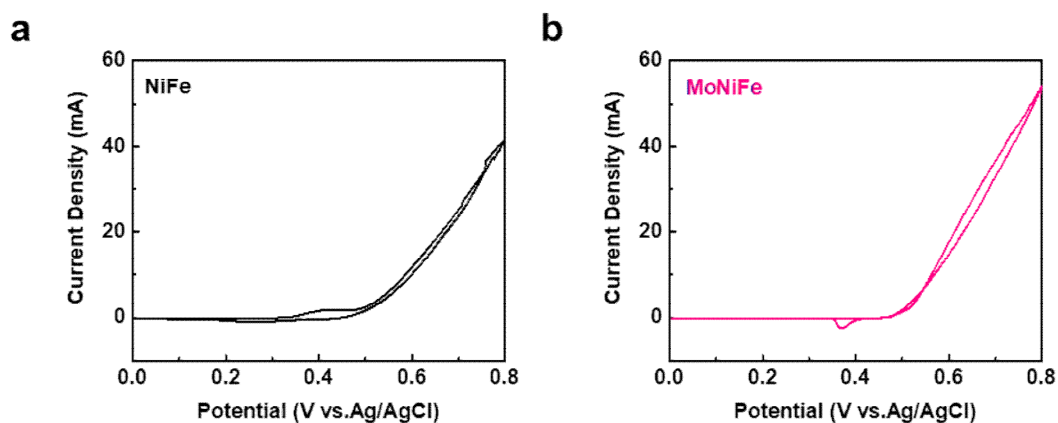 a
NiFe
Current Density (mA)
60
40
20
0
0.0 0.2 0.4 0.6 0.8
Potential (V vs.Ag/AgCl)
b
MoNiFe
Current Density (mA)
60
40
20
0
0.0 0.2 0.4 0.6 0.8
Potential (V vs.Ag/AgCl)